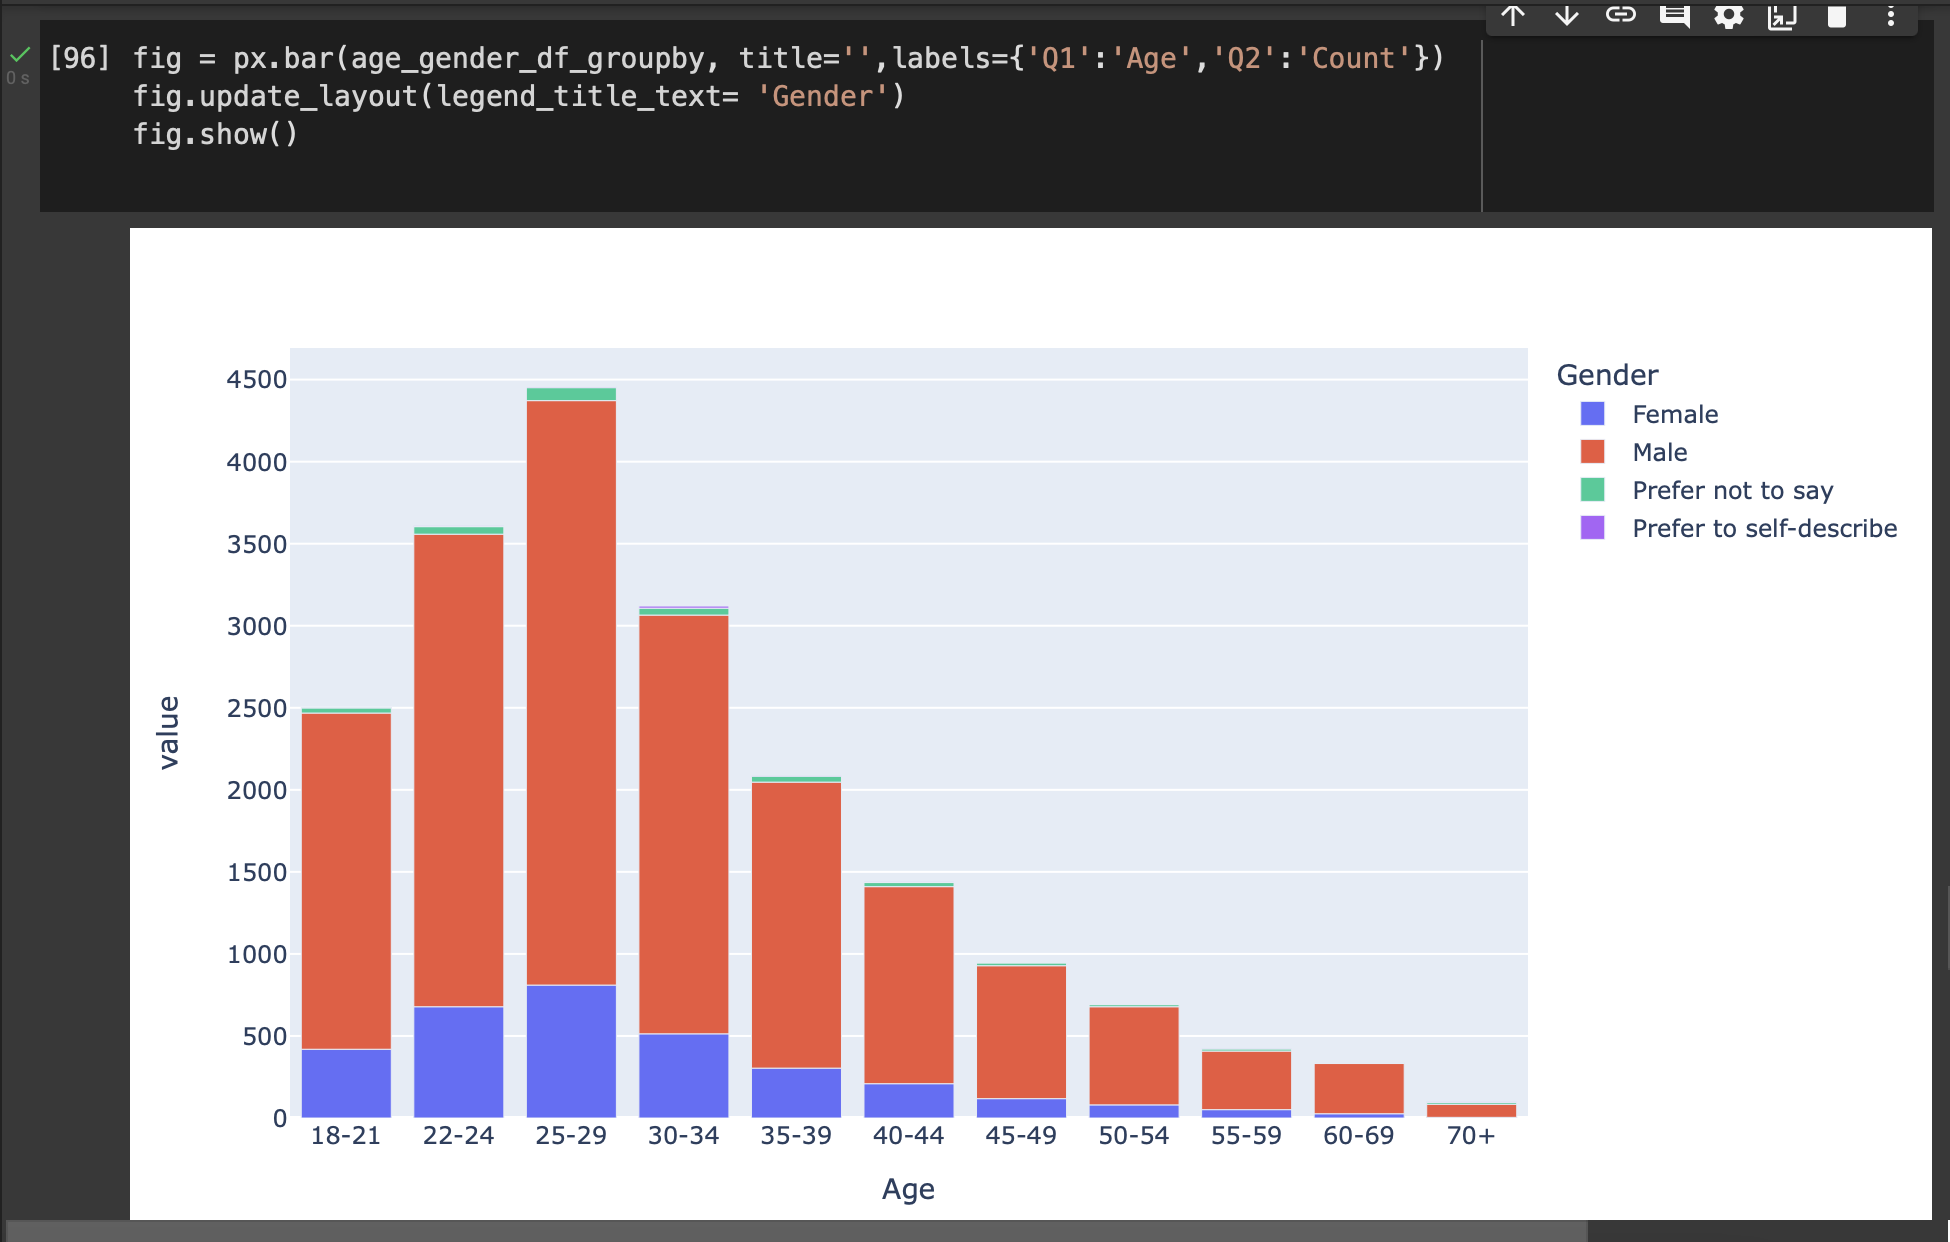 [96] fig = px.bar(age_gender_df_groupby, title='',labels={'Q1':'Age','Q2':'Count'})
0 s
fig.update_layout(legend_title_text= 'Gender')
fig.show()
Gender
Female
Male
Prefer not to say
Prefer to self-describe
value
4500
4000
3500
3000
2500
2000
1500
1000
500
0
18-21 22-24 25-29 30-34 35-39 40-44 45-49 50-54 55-59 60-69 70+
Age